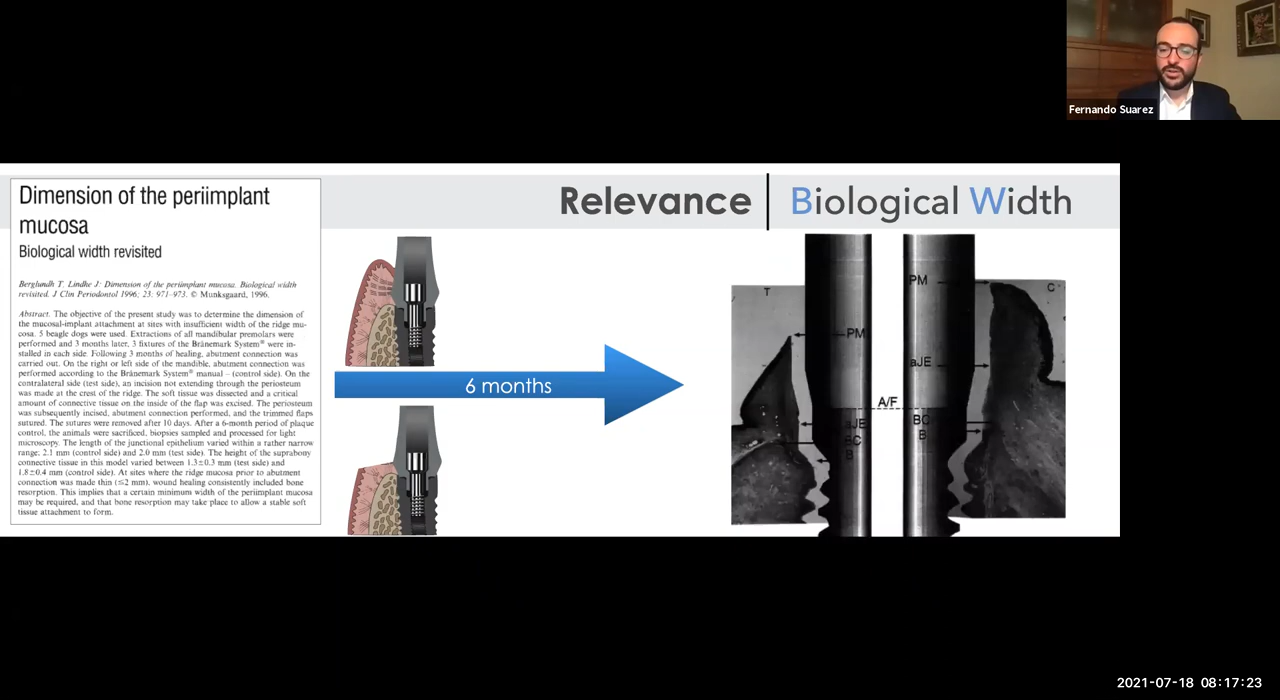 Fernando Suarez
Dimension of the periimplant
mucosa
Biological width revisited
Berglundh T, Lindhe J: Dimension of the periimplant mucosa. Biological width
revisited. J Clin Periodontol 1996; 23: 971–973. © Munksgaard, 1996.
Abstract. The objective of the present study was to determine the dimension of
the mucosal-implant attachment at sites with insufficient width of the ridge mu-
cosa. 5 beagle dogs were used. Extractions of all mandibular premolars were
performed and 3 months later, 3 fixtures of the Brånemark System® were in-
stalled in each side. Following 3 months of healing, abutment connection was
carried out. On the right or left side of the mandible, abutment connection was
performed according to the Brånemark System® manual – (control side). On the
contralateral side (test side), an incision not extending through the periosteum
was made at the crest of the ridge. The soft tissue was dissected and a critical
amount of connective tissue on the inside of the flap was excised. The periosteum
was subsequently incised, abutment connection performed, and the trimmed flaps
sutured. The sutures were removed after 10 days. After a 6-month period of plaque
control, the animals were sacrificed, biopsies sampled and processed for light
microscopy. The length of the junctional epithelium varied within a rather narrow
range; 2.1 mm (control side) and 2.0 mm (test side). The height of the suprabony
connective tissue in this model varied between 1.3±0.3 mm (test side) and
1.8±0.4 mm (control side). At sites where the ridge mucosa prior to abutment
connection was made thin (≤2 mm), wound healing consistently included bone
resorption. This implies that a certain minimum width of the periimplant mucosa
may be required, and that bone resorption may take place to allow a stable soft
tissue attachment to form.
Relevance | Biological Width
6 months
T
PM
aJE
BC
B
A/F
PM
C
aJE
BC
B
2021-07-18 08:17:23